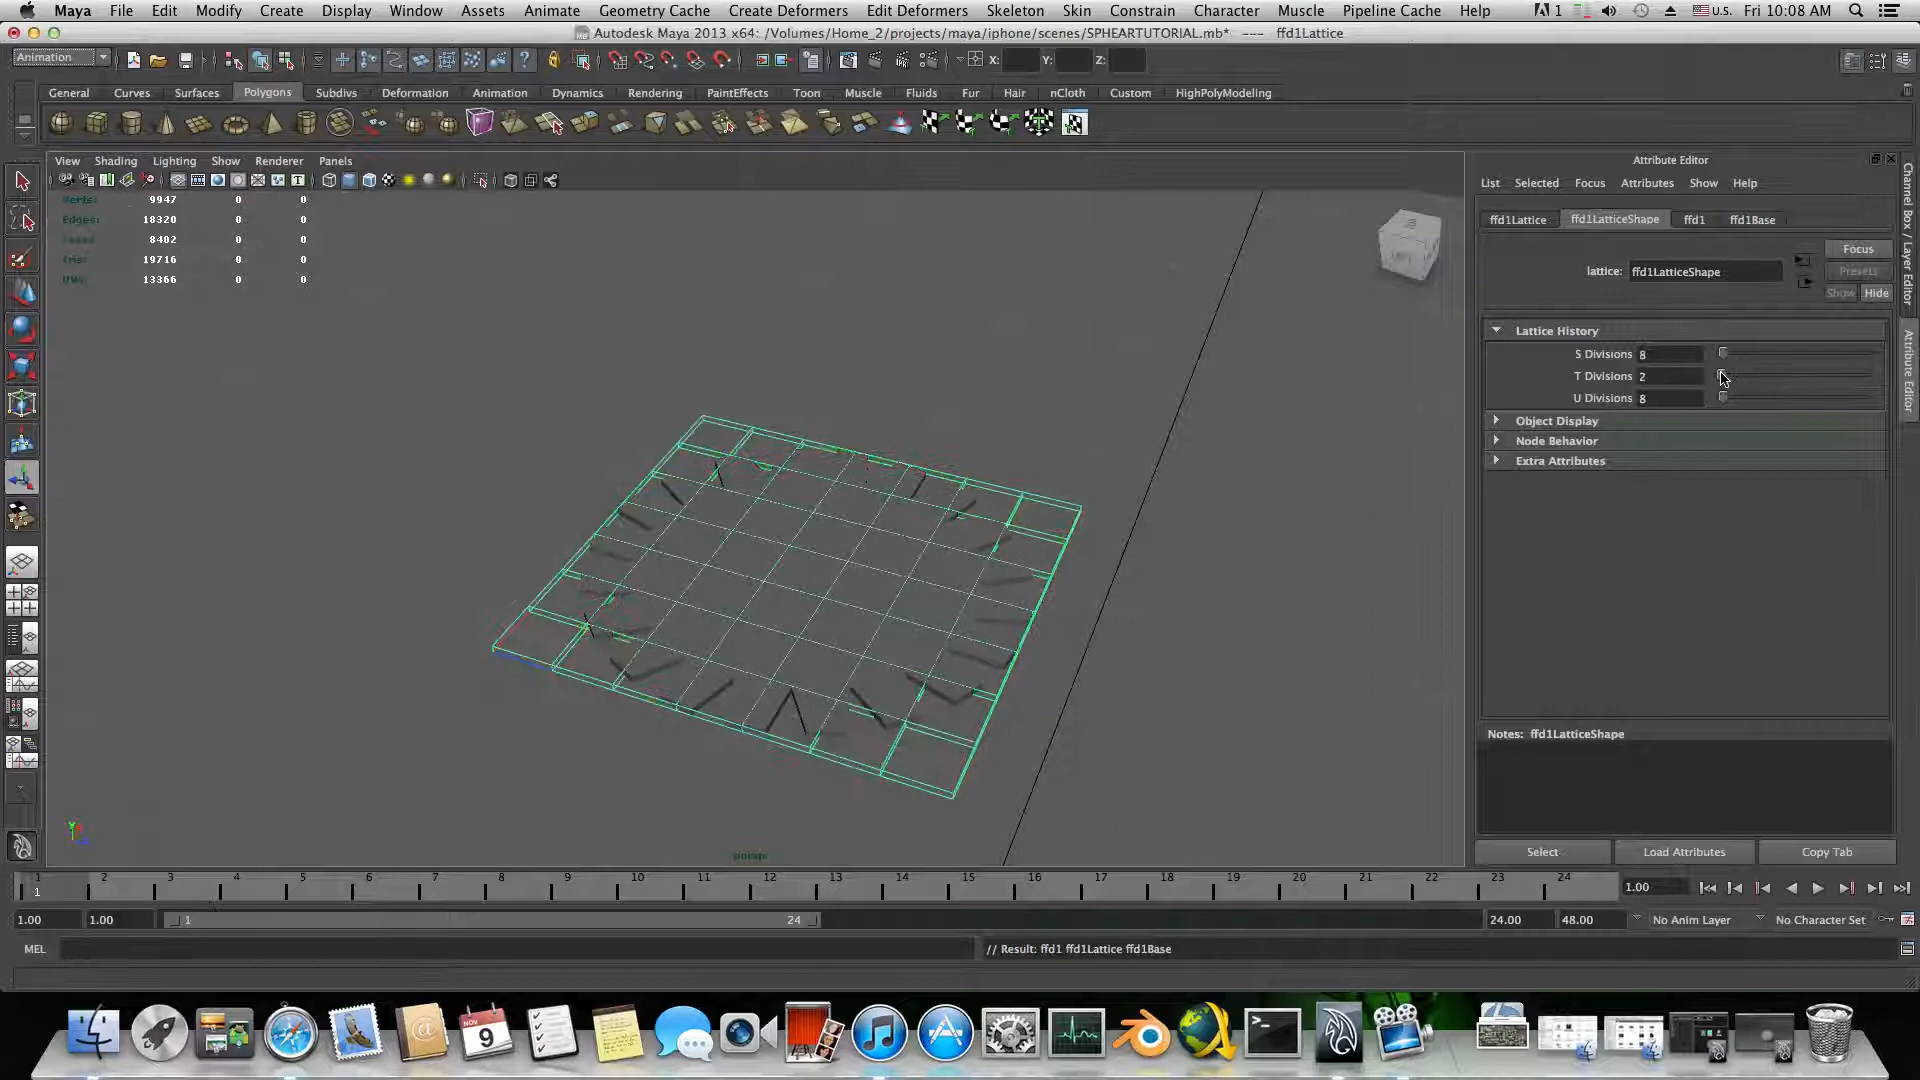 Maya File Edit Modify Create Display Window Assets Animate Geometry Cache Create Deformers Edit Deformers Skeleton Skin Constrain Character Muscle Pipeline Cache Help 1 U.S. Fri 10:08 AM
Autodesk Maya 2013 x64: /Volumes/Home_2/projects/maya/iphone/scenes/SPHEARTUTORIAL.mb* --- ffd1Lattice
Animation X: Y: Z:
General Curves Surfaces Polygons Subdivs Deformation Animation Dynamics Rendering PaintEffects Toon Muscle Fluids Fur Hair nCloth Custom HighPolyModeling
View Shading Lighting Show Renderer Panels
Attribute Editor
List Selected Focus Attributes Show Help
Verts: 9947 0 0
Edges: 18320 0 0
Faces: 8402 0 0
Tris: 19716 0 0
UVs: 13366 0 0
ffd1Lattice ffd1LatticeShape ffd1 ffd1Base
Focus
lattice: ffd1LatticeShape
Presets
Show Hide
Lattice History
S Divisions 8
T Divisions 2
U Divisions 8
Object Display
Node Behavior
Extra Attributes
Notes: ffd1LatticeShape
Select Load Attributes Copy Tab
Channel Box / Layer Editor
Attribute Editor
persp
1 2 3 4 5 6 7 8 9 10 11 12 13 14 15 16 17 18 19 20 21 22 23 24
1 1.00
1.00 1.00 1 24 24.00 48.00 No Anim Layer No Character Set
MEL // Result: ffd1 ffd1Lattice ffd1Base
NOV
9